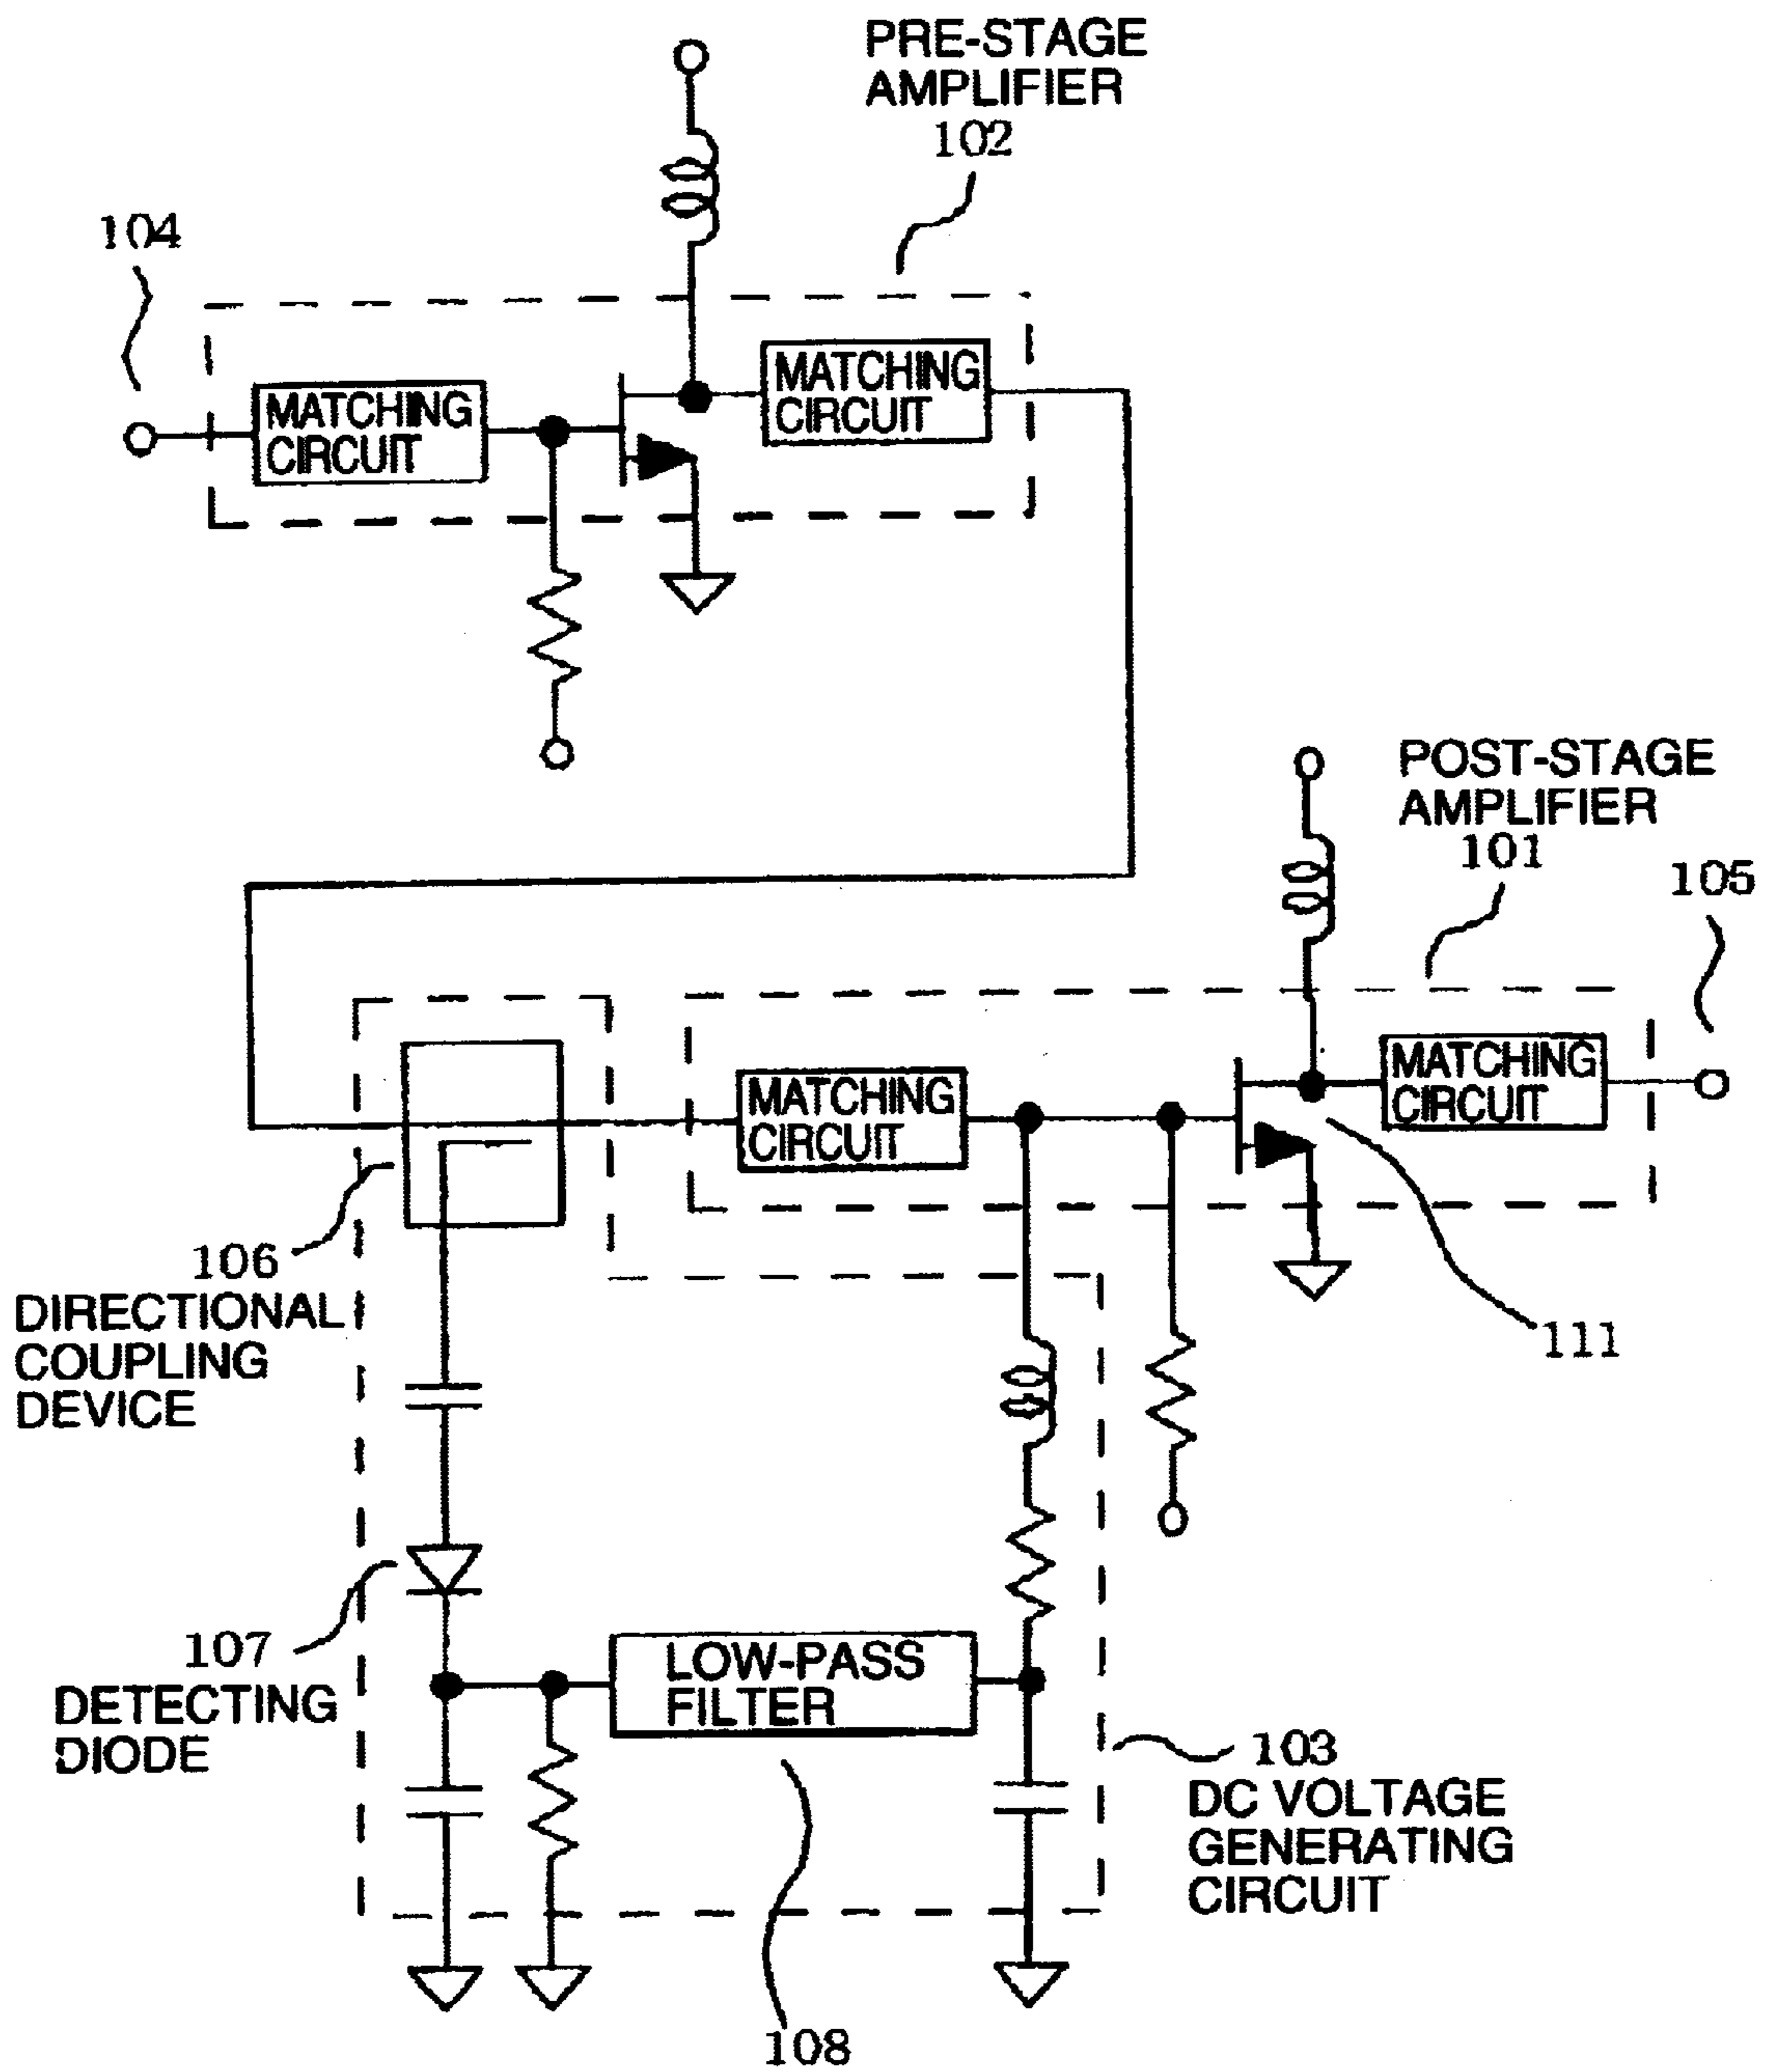 PRE-STAGE
AMPLIFIER
102
104
MATCHING
CIRCUIT
MATCHING
CIRCUIT
POST-STAGE
AMPLIFIER
101
105
MATCHING
CIRCUIT
MATCHING
CIRCUIT
106
DIRECTIONAL
COUPLING
DEVICE
111
107
DETECTING
DIODE
LOW-PASS
FILTER
103
DC VOLTAGE
GENERATING
CIRCUIT
108